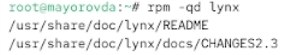 root@mayorovda:~# rpm -qd lynx
/usr/share/doc/lynx/README
/usr/share/doc/lynx/docs/CHANGES2.3